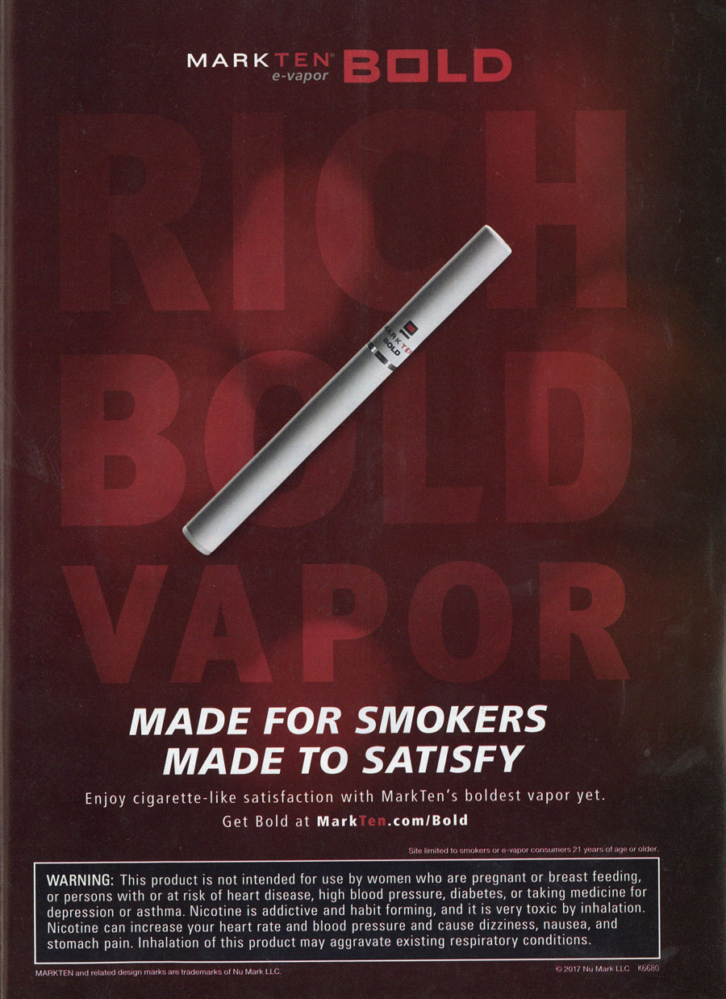 MARKTEN® BOLD
e-vapor
RICH
MARK TEN
BOLD
BOLD
VAPOR
MADE FOR SMOKERS
MADE TO SATISFY
Enjoy cigarette-like satisfaction with MarkTen's boldest vapor yet.
Get Bold at MarkTen.com/Bold
Site limited to smokers or e-vapor consumers 21 years of age or older.
WARNING: This product is not intended for use by women who are pregnant or breast feeding,
or persons with or at risk of heart disease, high blood pressure, diabetes, or taking medicine for
depression or asthma. Nicotine is addictive and habit forming, and it is very toxic by inhalation.
Nicotine can increase your heart rate and blood pressure and cause dizziness, nausea, and
stomach pain. Inhalation of this product may aggravate existing respiratory conditions.
MARKTEN and related design marks are trademarks of Nu Mark LLC.
© 2017 Nu Mark LLC K6680